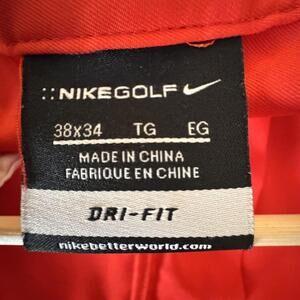 ::NIKEGOLF
38x34 TG EG
MADE IN CHINA
FABRIQUE EN CHINE
DRI-FIT
nikebetterworld.com